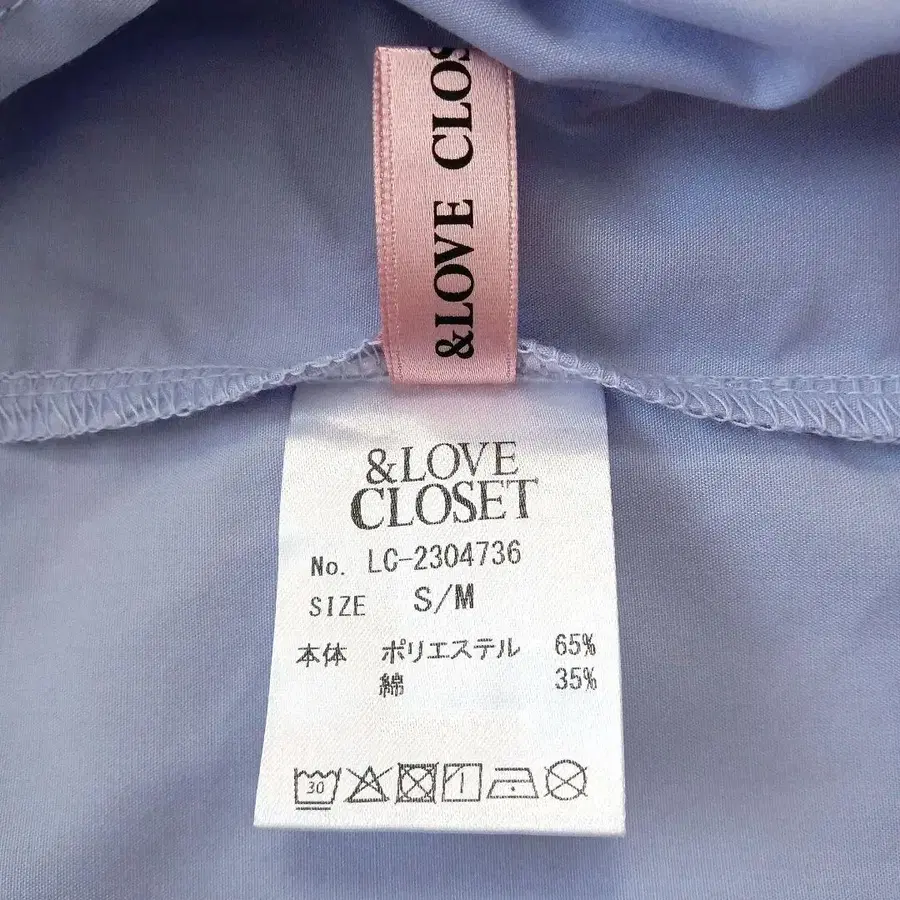 &LOVE CLOS
&LOVE
CLOSET
No. LC-2304736
SIZE S/M
本体 ポリエステル 65%
綿 35%
30